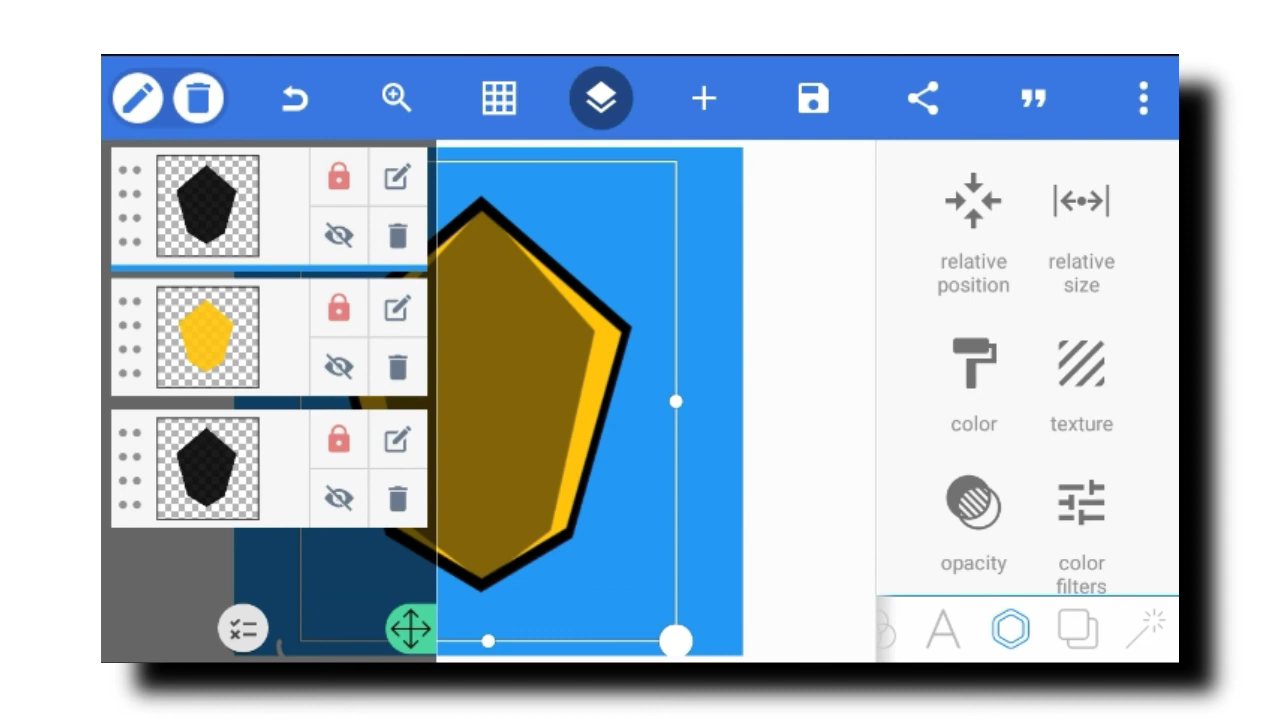 relative
position
relative
size
color
texture
opacity
color
filters